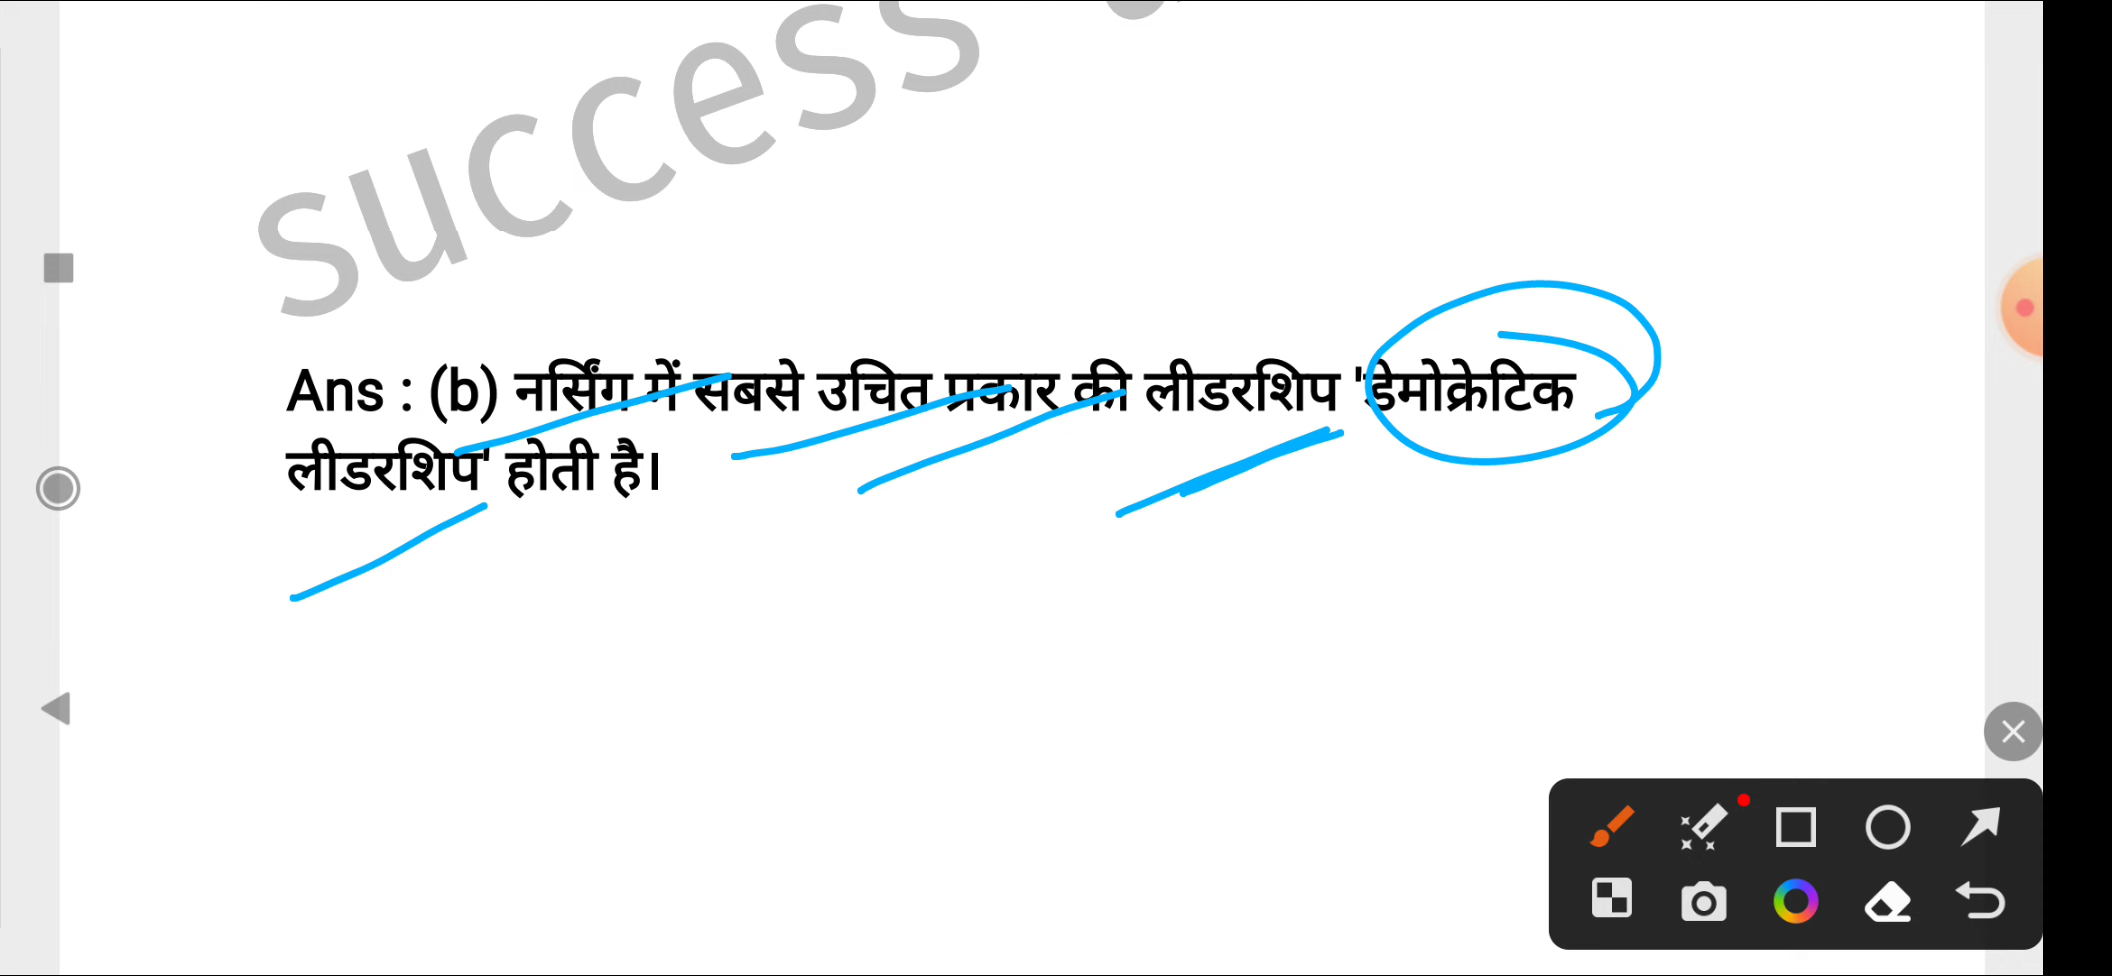 success
Ans : (b) नर्सिंग में सबसे उचित प्रकार की लीडरशिप 'डेमोक्रेटिक
लीडरशिप' होती है।